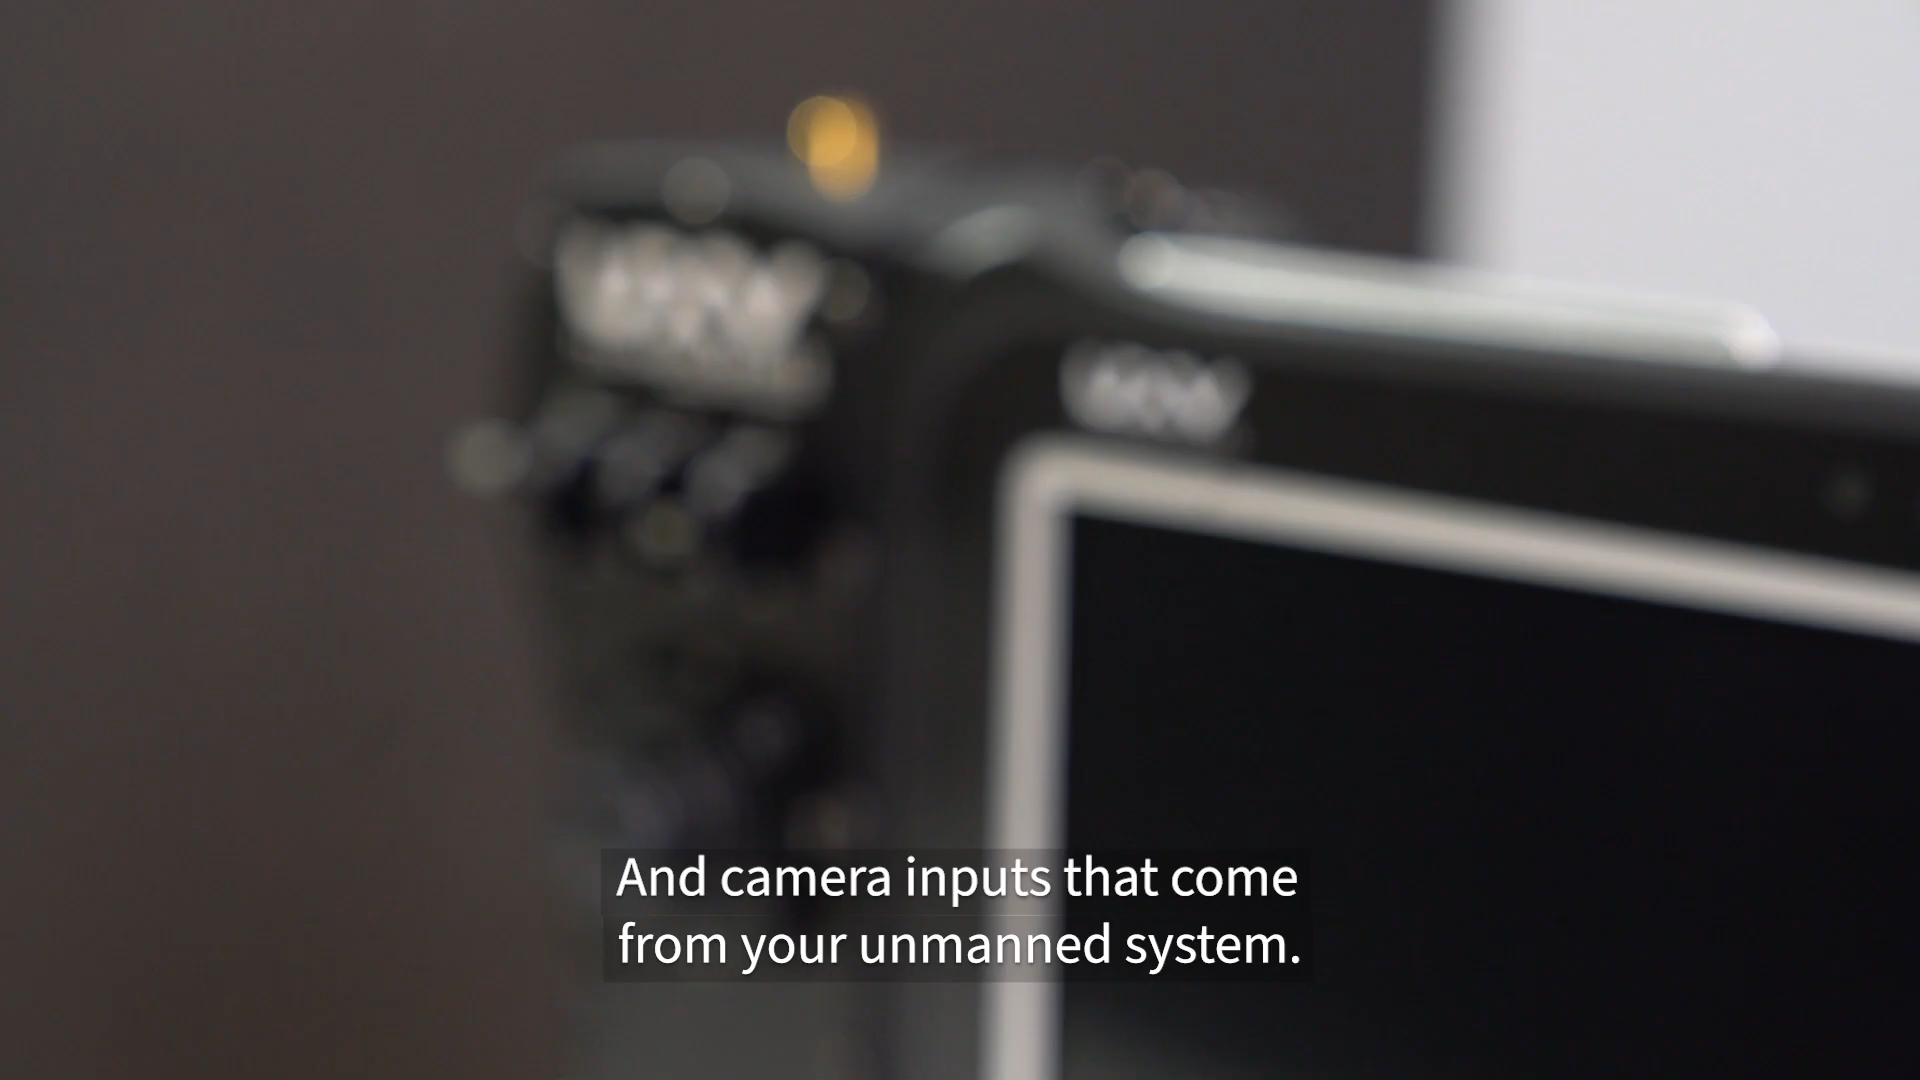 And camera inputs that come
from your unmanned system.